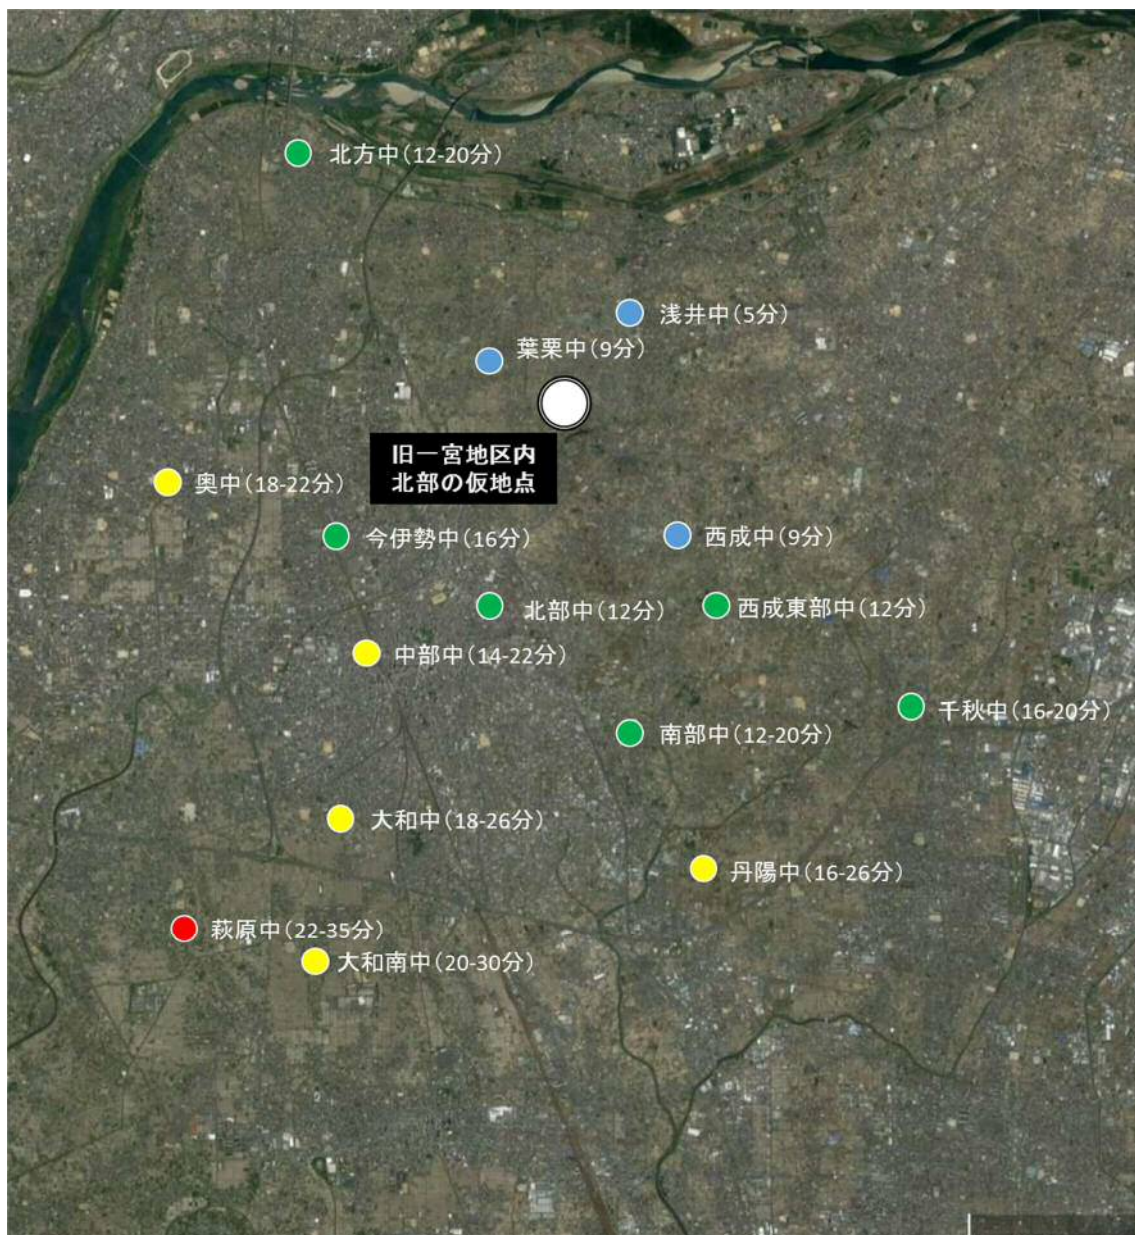 北方中(12-20分)
浅井中(5分)
葉栗中(9分)
旧一宮地区内
北部の仮地点
奥中(18-22分)
今伊勢中(16分)
西成中(9分)
北部中(12分)
西成東部中(12分)
中部中(14-22分)
千秋中(16-20分)
南部中(12-20分)
大和中(18-26分)
丹陽中(16-26分)
萩原中(22-35分)
大和南中(20-30分)